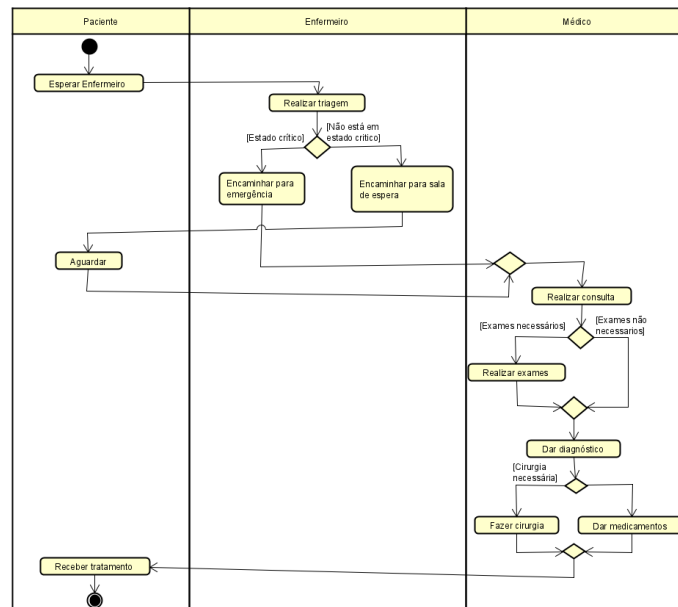 Paciente
Enfermeiro
Médico
Esperar Enfermeiro
Realizar triagem
[Estado crítico]
[Não está em
estado critico]
Encaminhar para
emergência
Encaminhar para sala
de espera
Aguardar
Realizar consulta
[Exames necessários]
[Exames não
necessarios]
Realizar exames
Dar diagnóstico
[Cirurgia
necessária]
Fazer cirurgia
Dar medicamentos
Receber tratamento